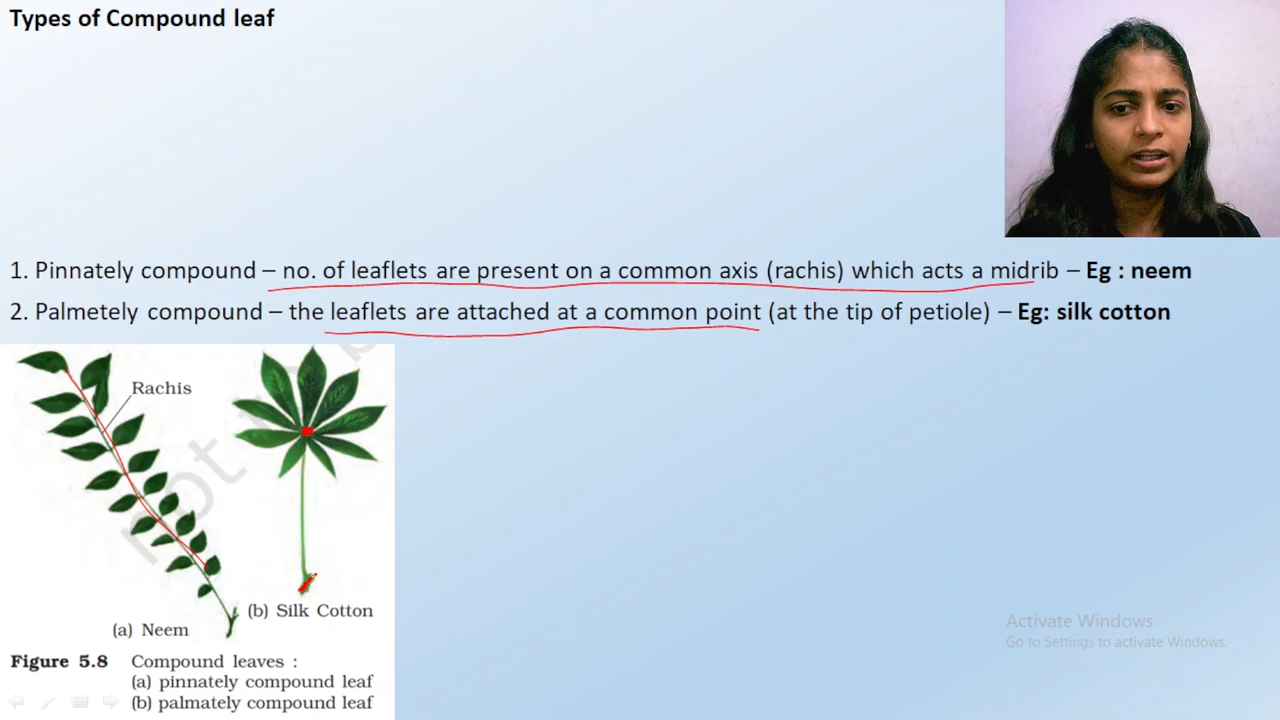 Types of Compound leaf
1. Pinnately compound – no. of leaflets are present on a common axis (rachis) which acts a midrib – Eg : neem
2. Palmetely compound – the leaflets are attached at a common point (at the tip of petiole) – Eg: silk cotton
Rachis
(b) Silk Cotton
(a) Neem
Figure 5.8 Compound leaves :
(a) pinnately compound leaf
(b) palmately compound leaf
Activate Windows
Go to Settings to activate Windows.